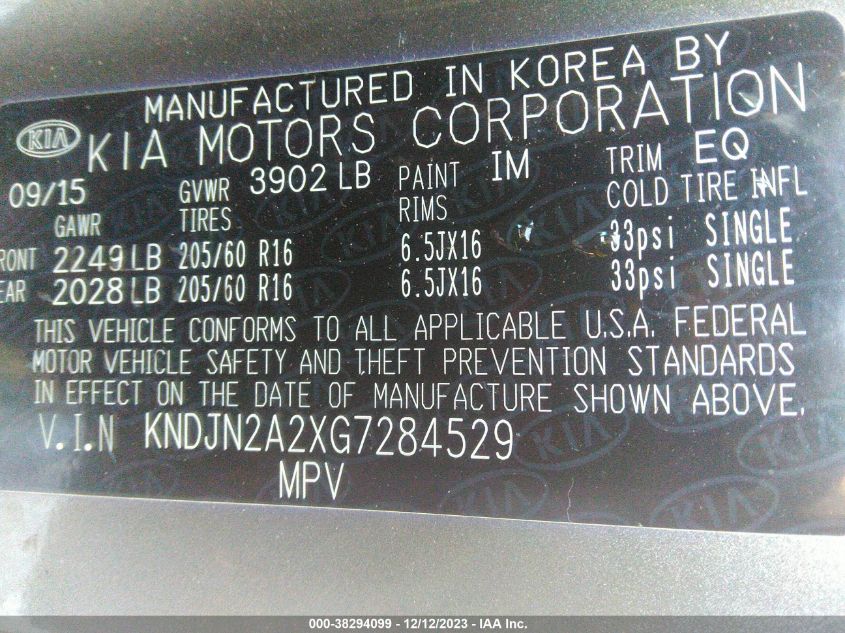 MANUFACTURED IN KOREA BY
KIA KIA MOTORS CORPORATION
09/15 GVWR 3902 LB PAINT IM TRIM EQ
GAWR TIRES RIMS COLD TIRE INFL
RONT 2249 LB 205/60 R16 6.5JX16 33psi SINGLE
EAR 2028 LB 205/60 R16 6.5JX16 33psi SINGLE
THIS VEHICLE CONFORMS TO ALL APPLICABLE U.S.A. FEDERAL
MOTOR VEHICLE SAFETY AND THEFT PREVENTION STANDARDS
IN EFFECT ON THE DATE OF MANUFACTURE SHOWN ABOVE.
V.I.N KNDJN2A2XG7284529
MPV
000-38294099 - 12/12/2023 - IAA Inc.